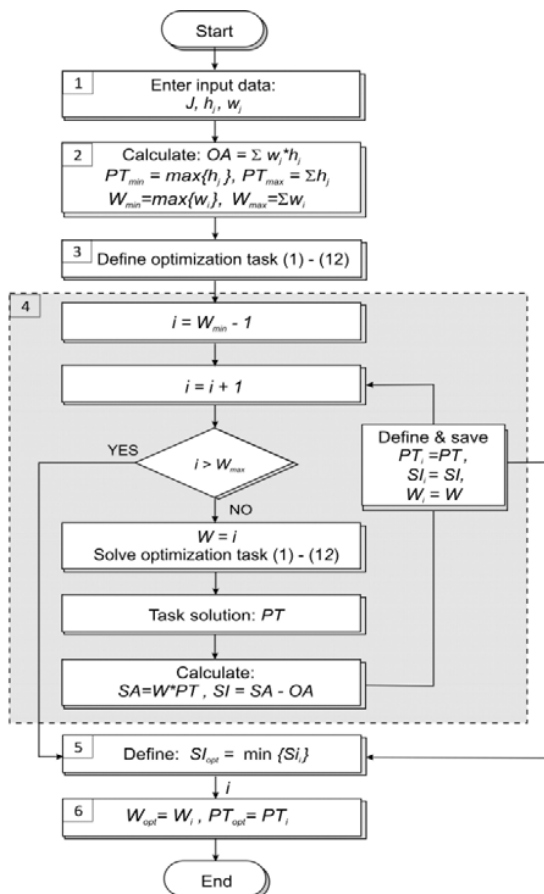 Start
1
Enter input data:
J, hj, wj
2
Calculate: OA = Σ wj*hj
PTmin = max{hj}, PTmax = Σhj
Wmin=max{wi}, Wmax=Σwi
3
Define optimization task (1) - (12)
4
i = Wmin - 1
i = i + 1
YES
i > Wmax
NO
Define & save
PTi =PT,
SIi = SI,
Wi = W
W = i
Solve optimization task (1) - (12)
Task solution: PT
Calculate:
SA=W*PT , SI = SA - OA
5
Define: SIopt = min {Sii}
i
6
Wopt= Wi , PTopt= PTi
End